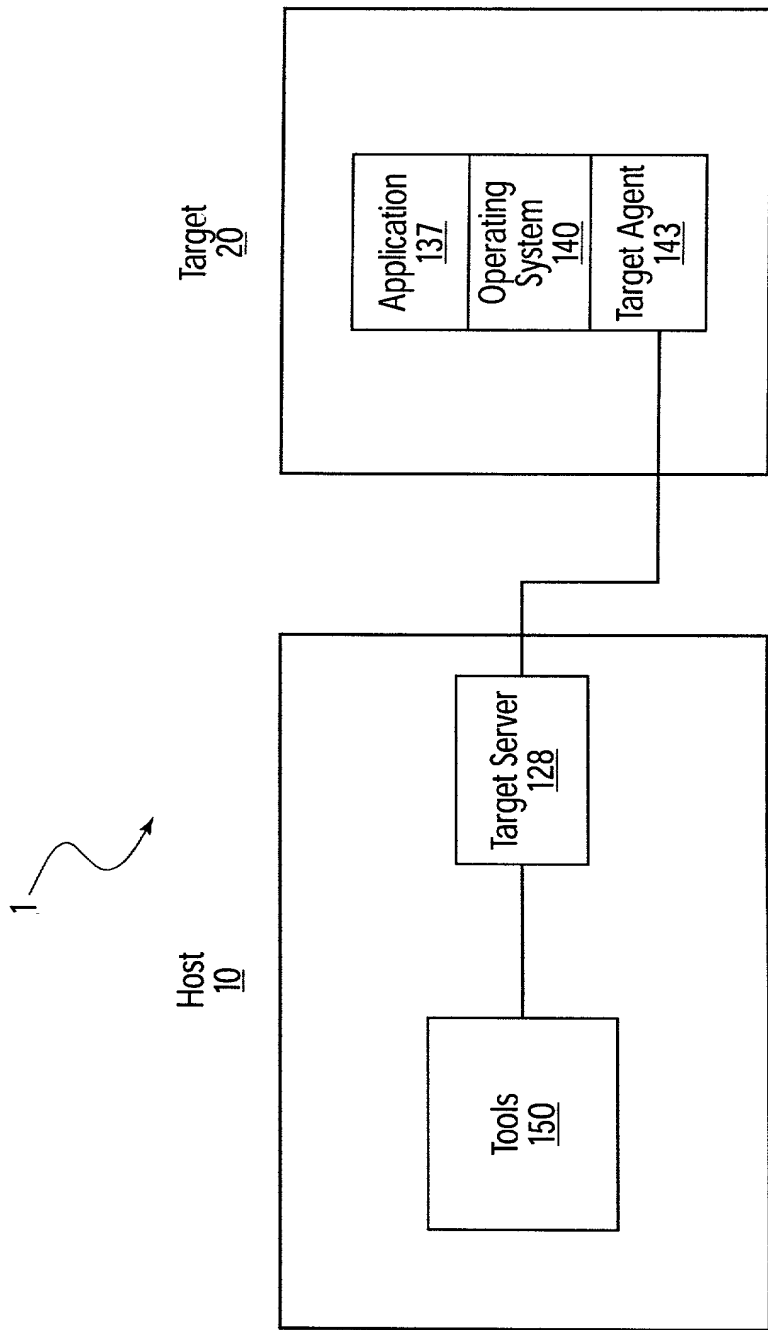 1
Host
10
Tools
150
Target Server
128
Target
20
Application
137
Operating
System
140
Target Agent
143